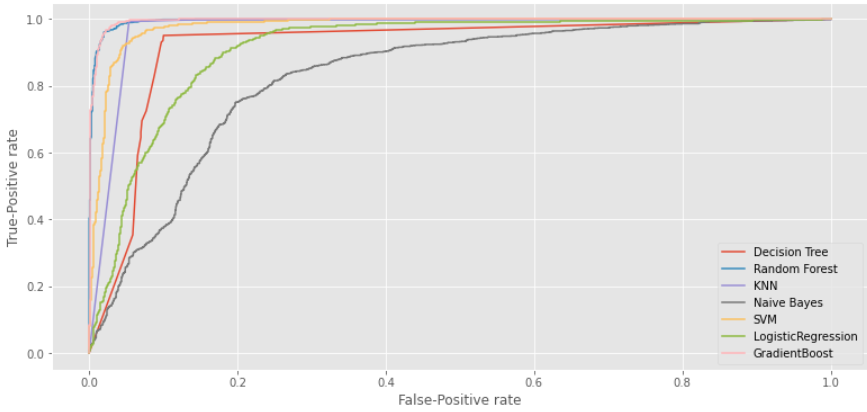 1.0
0.8
0.6
0.4
0.2
0.0
True-Positive rate
0.0 0.2 0.4 0.6 0.8 1.0
False-Positive rate
Decision Tree
Random Forest
KNN
Naive Bayes
SVM
LogisticRegression
GradientBoost